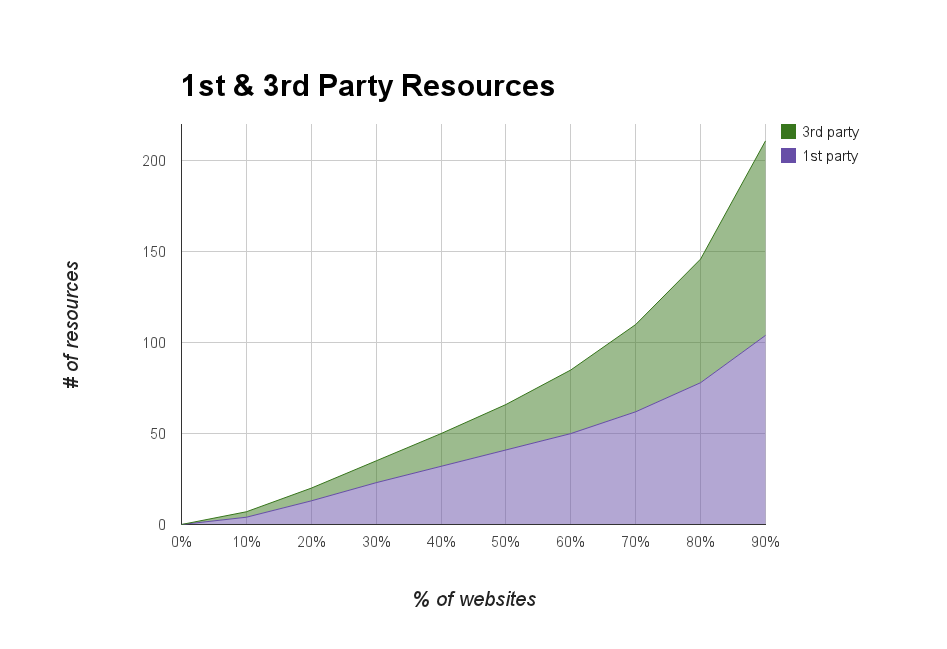 1st & 3rd Party Resources
3rd party
1st party
200
150
100
50
0
# of resources
0% 10% 20% 30% 40% 50% 60% 70% 80% 90%
% of websites